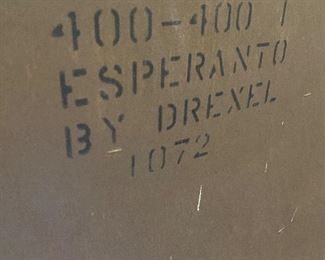 400-400 1
ESPERANTO
BY DREXEL
1072